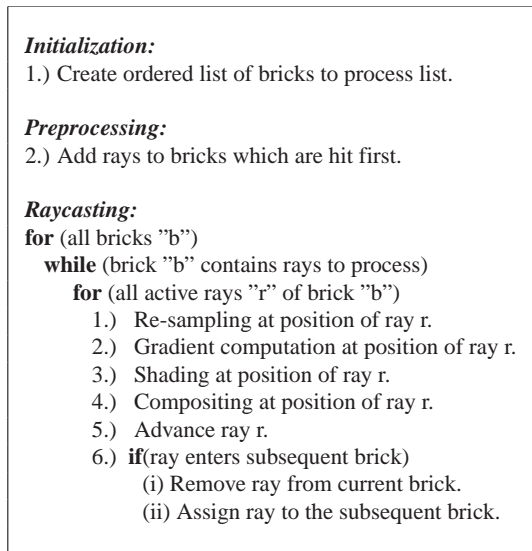 Initialization:
1.) Create ordered list of bricks to process list.
Preprocessing:
2.) Add rays to bricks which are hit first.
Raycasting:
for (all bricks ”b”)
while (brick ”b” contains rays to process)
for (all active rays ”r” of brick ”b”)
1.) Re-sampling at position of ray r.
2.) Gradient computation at position of ray r.
3.) Shading at position of ray r.
4.) Compositing at position of ray r.
5.) Advance ray r.
6.) if(ray enters subsequent brick)
(i) Remove ray from current brick.
(ii) Assign ray to the subsequent brick.